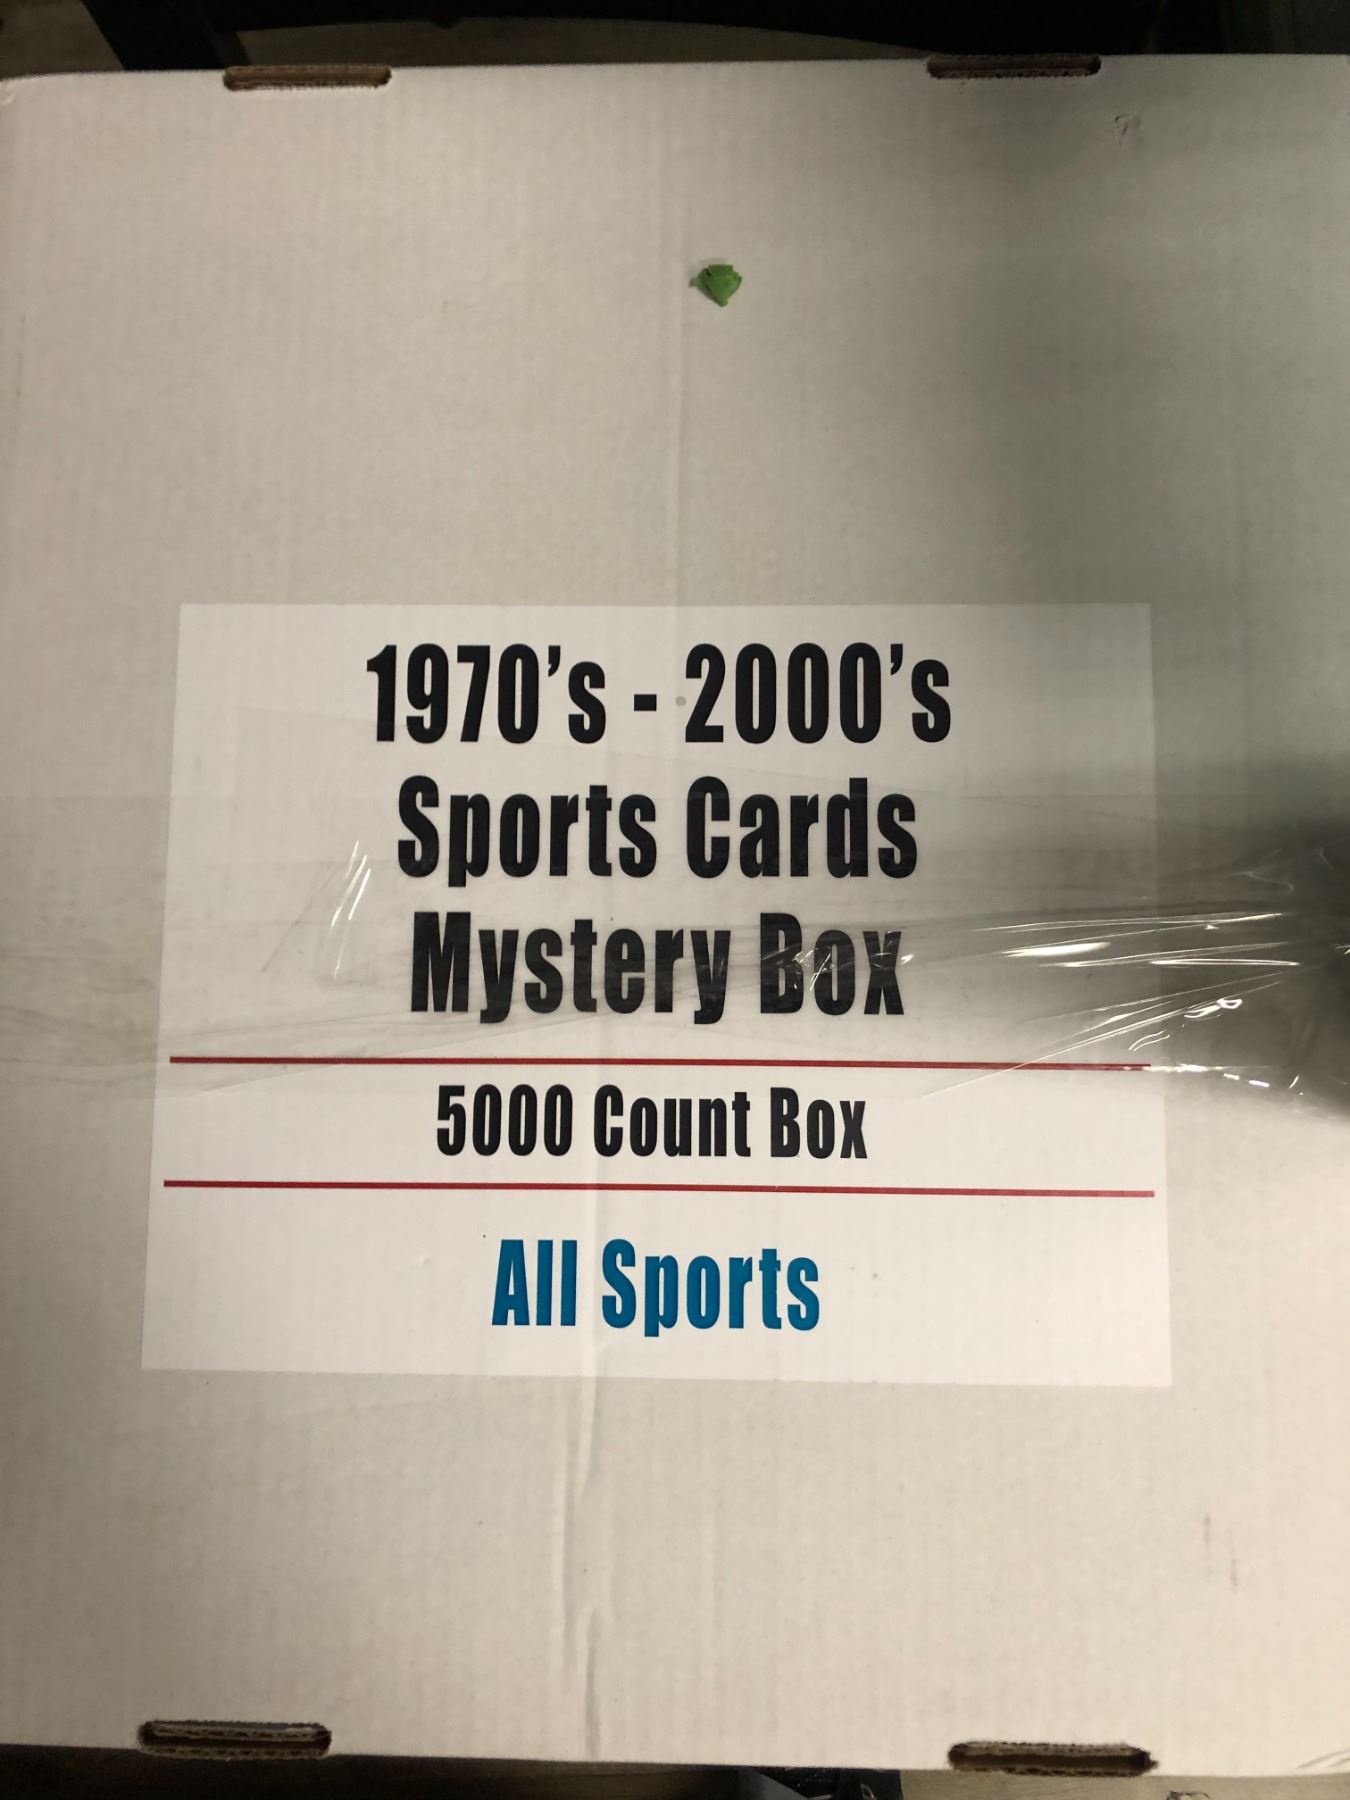 1970's - 2000's
Sports Cards
Mystery Box
5000 Count Box
All Sports